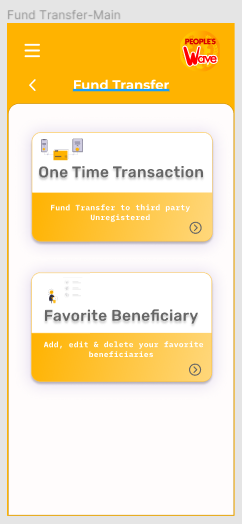 Fund Transfer-Main
PEOPLE'S
Wave
Fund Transfer
One Time Transaction
Fund Transfer to third party
Unregistered
Favorite Beneficiary
Add, edit & delete your favorite
beneficiaries